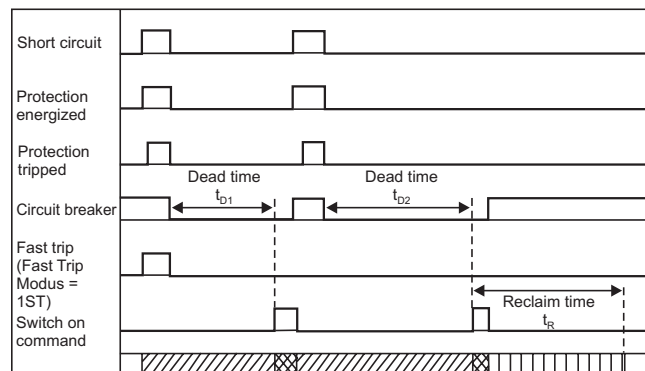 Short circuit
Protection
energized
Protection
tripped
Dead time
t_D1
Dead time
t_D2
Circuit breaker
Fast trip
(Fast Trip
Modus =
1ST)
Reclaim time
t_R
Switch on
command